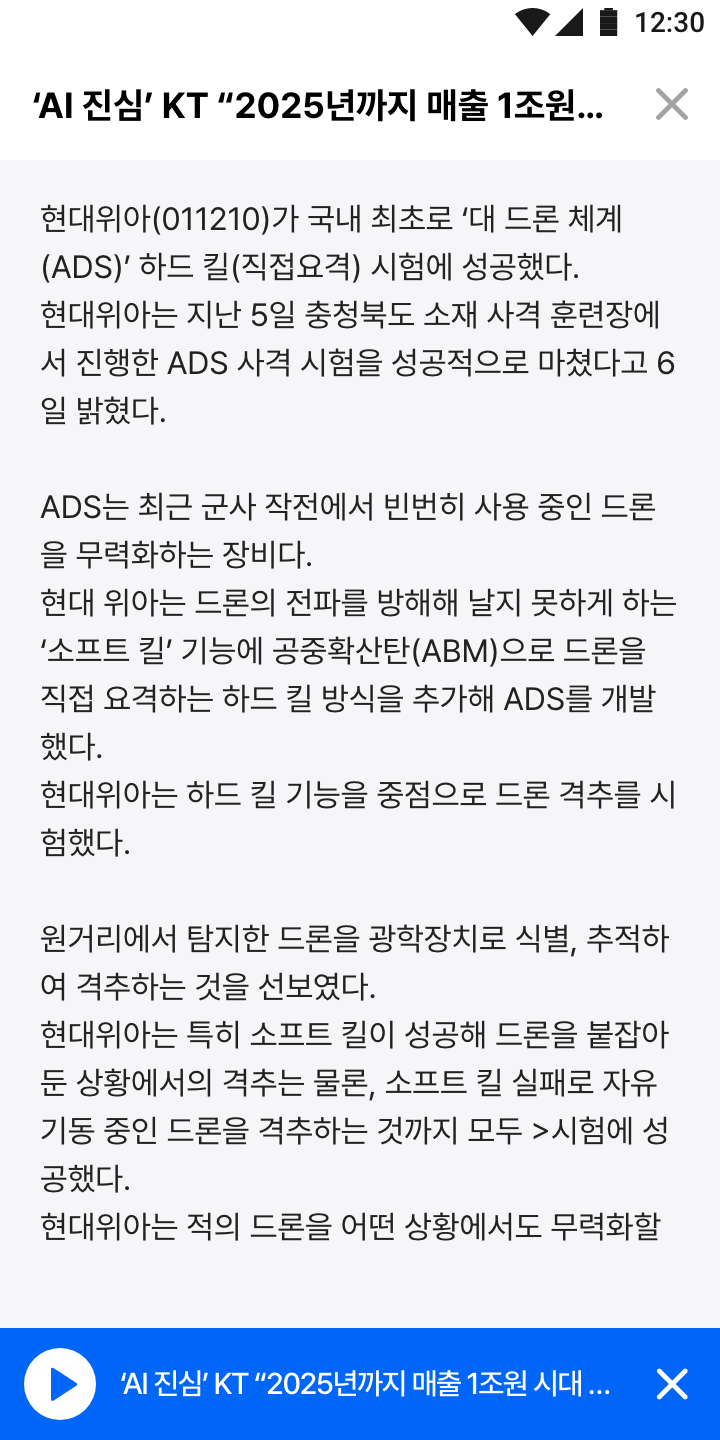 12:30
‘AI 진심’ KT “2025년까지 매출 1조원...
현대위아(011210)가 국내 최초로 ‘대 드론 체계
(ADS)’ 하드 킬(직접요격) 시험에 성공했다.
현대위아는 지난 5일 충청북도 소재 사격 훈련장에
서 진행한 ADS 사격 시험을 성공적으로 마쳤다고 6
일 밝혔다.
ADS는 최근 군사 작전에서 빈번히 사용 중인 드론
을 무력화하는 장비다.
현대 위아는 드론의 전파를 방해해 날지 못하게 하는
‘소프트 킬’ 기능에 공중확산탄(ABM)으로 드론을
직접 요격하는 하드 킬 방식을 추가해 ADS를 개발
했다.
현대위아는 하드 킬 기능을 중점으로 드론 격추를 시
험했다.
원거리에서 탐지한 드론을 광학장치로 식별, 추적하
여 격추하는 것을 선보였다.
현대위아는 특히 소프트 킬이 성공해 드론을 붙잡아
둔 상황에서의 격추는 물론, 소프트 킬 실패로 자유
기동 중인 드론을 격추하는 것까지 모두 >시험에 성
공했다.
현대위아는 적의 드론을 어떤 상황에서도 무력화할
‘AI 진심’ KT “2025년까지 매출 1조원 시대 ...